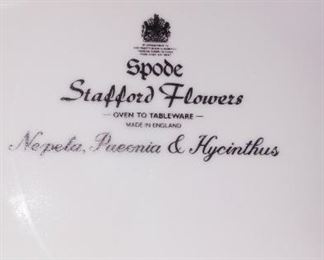 Spode
Stafford Flowers
OVEN TO TABLEWARE
MADE IN ENGLAND
Nepeta, Paeonia & Hycinthus